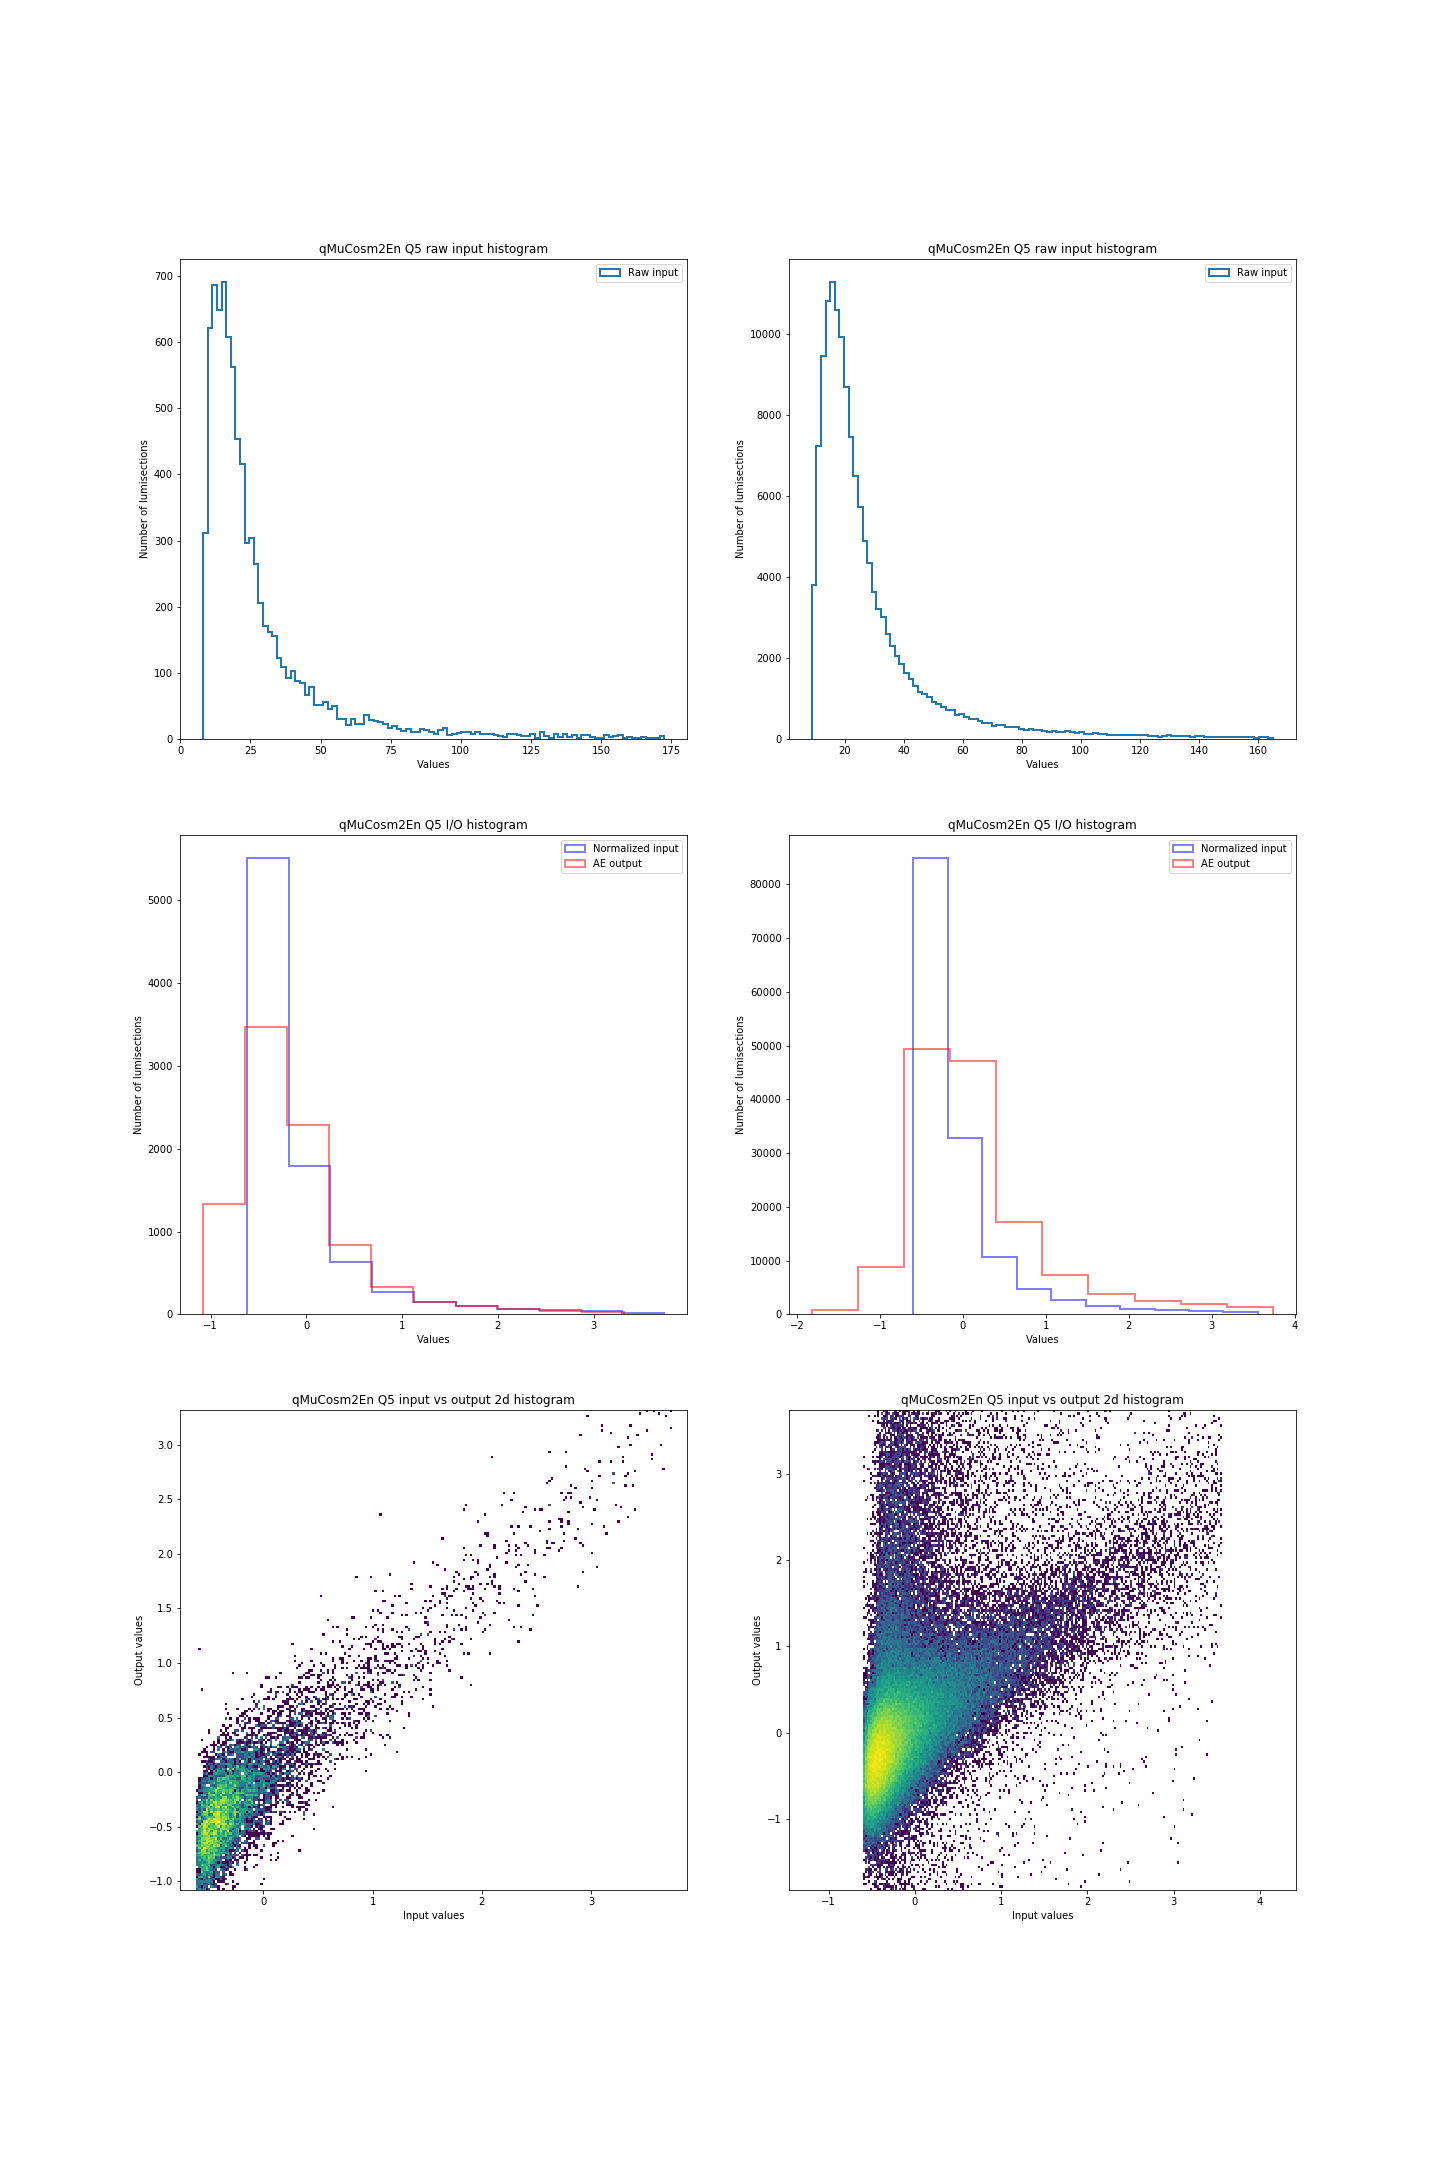 qMuCosm2En Q5 raw input histogram
Raw input
700
600
500
400
300
200
100
0
Number of lumisections
0 25 50 75 100 125 150 175
Values
qMuCosm2En Q5 raw input histogram
Raw input
10000
8000
6000
4000
2000
0
Number of lumisections
20 40 60 80 100 120 140 160
Values
qMuCosm2En Q5 I/O histogram
Normalized input
AE output
5000
4000
3000
2000
1000
0
Number of lumisections
−1 0 1 2 3
Values
qMuCosm2En Q5 I/O histogram
Normalized input
AE output
80000
70000
60000
50000
40000
30000
20000
10000
0
Number of lumisections
−2 −1 0 1 2 3 4
Values
qMuCosm2En Q5 input vs output 2d histogram
3.0
2.5
2.0
1.5
1.0
0.5
0.0
−0.5
−1.0
Output values
0 1 2 3
Input values
qMuCosm2En Q5 input vs output 2d histogram
3
2
1
0
−1
Output values
−1 0 1 2 3 4
Input values